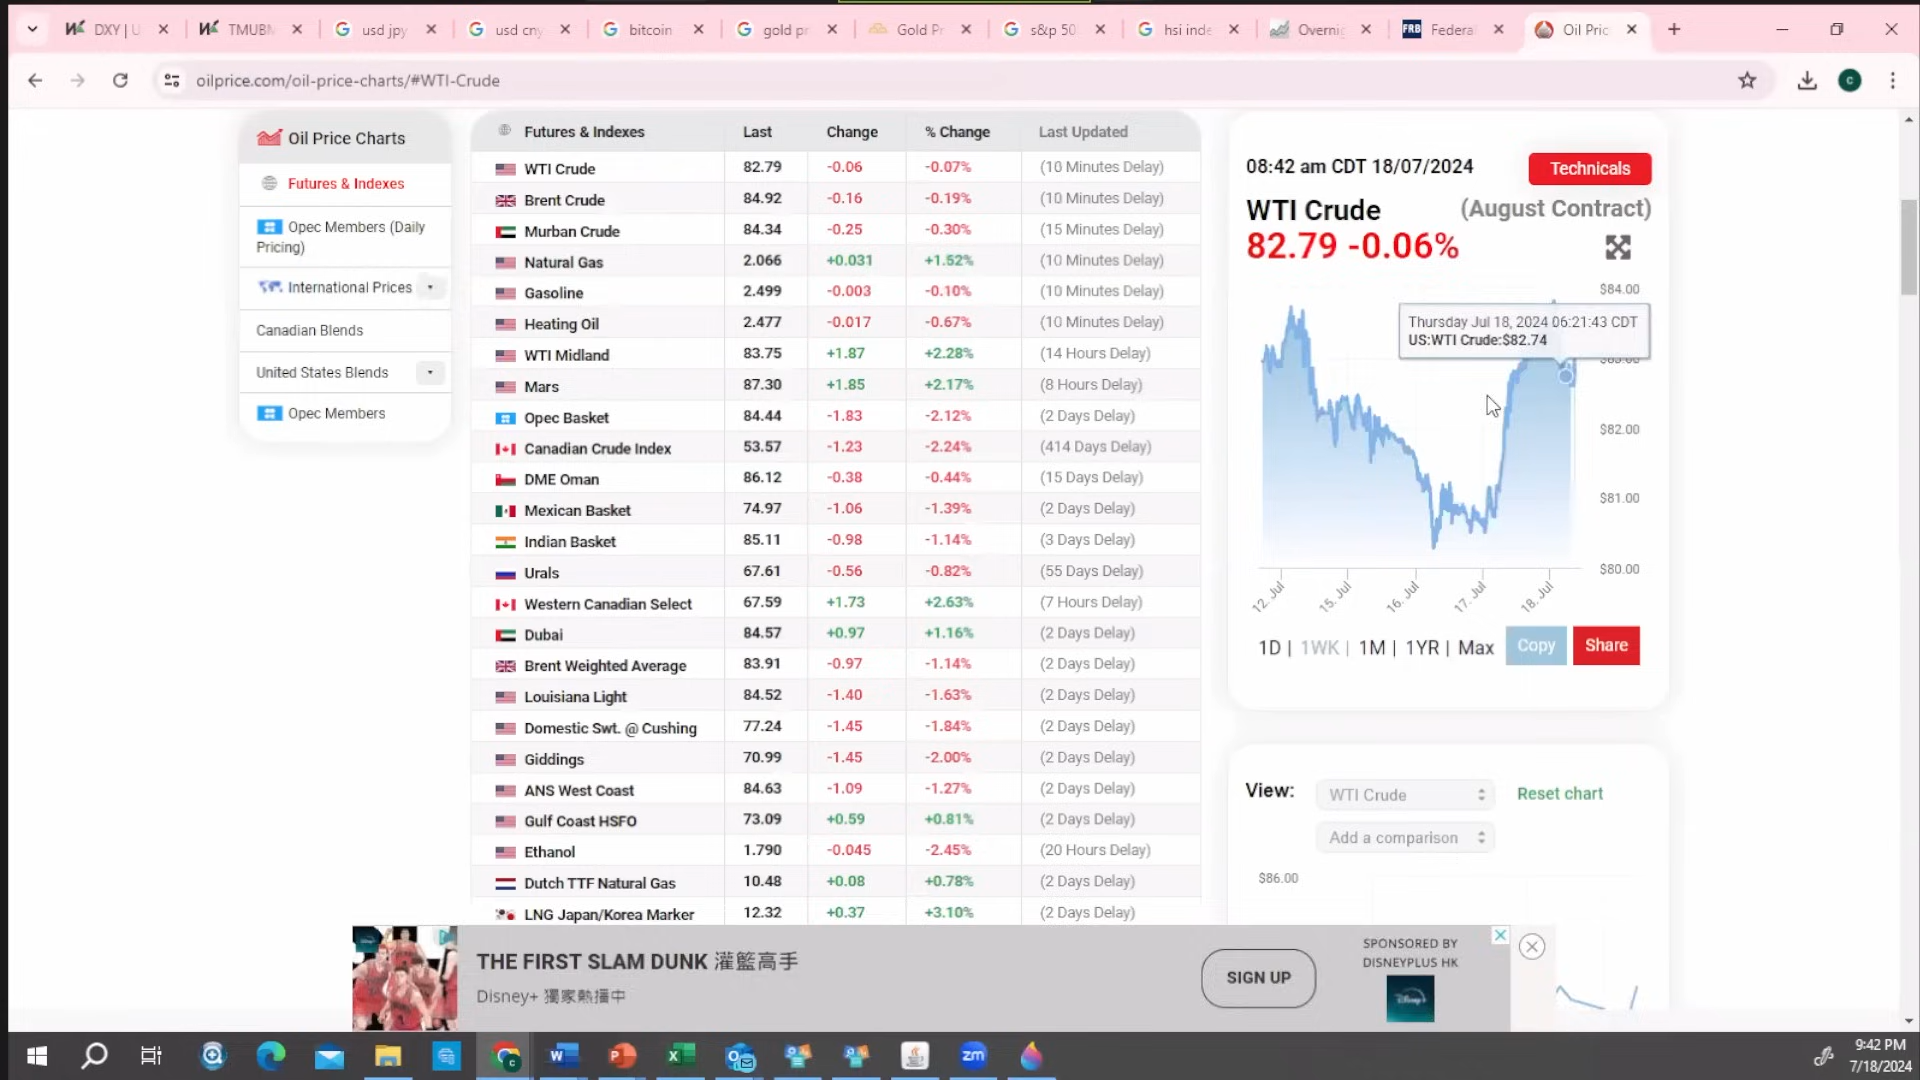 DXY | U
TMUBM
usd jpy
usd cny
bitcoin
gold pr
Gold Pr
s&p 50
hsi inde
Overnig
FRB Federal
Oil Pric
oilprice.com/oil-price-charts/#WTI-Crude
C
Oil Price Charts
Futures & Indexes
Opec Members (Daily
Pricing)
International Prices
Canadian Blends
United States Blends
Opec Members
Futures & Indexes Last Change % Change Last Updated
WTI Crude 82.79 -0.06 -0.07% (10 Minutes Delay)
Brent Crude 84.92 -0.16 -0.19% (10 Minutes Delay)
Murban Crude 84.34 -0.25 -0.30% (15 Minutes Delay)
Natural Gas 2.066 +0.031 +1.52% (10 Minutes Delay)
Gasoline 2.499 -0.003 -0.10% (10 Minutes Delay)
Heating Oil 2.477 -0.017 -0.67% (10 Minutes Delay)
WTI Midland 83.75 +1.87 +2.28% (14 Hours Delay)
Mars 87.30 +1.85 +2.17% (8 Hours Delay)
Opec Basket 84.44 -1.83 -2.12% (2 Days Delay)
Canadian Crude Index 53.57 -1.23 -2.24% (414 Days Delay)
DME Oman 86.12 -0.38 -0.44% (15 Days Delay)
Mexican Basket 74.97 -1.06 -1.39% (2 Days Delay)
Indian Basket 85.11 -0.98 -1.14% (3 Days Delay)
Urals 67.61 -0.56 -0.82% (55 Days Delay)
Western Canadian Select 67.59 +1.73 +2.63% (7 Hours Delay)
Dubai 84.57 +0.97 +1.16% (2 Days Delay)
Brent Weighted Average 83.91 -0.97 -1.14% (2 Days Delay)
Louisiana Light 84.52 -1.40 -1.63% (2 Days Delay)
Domestic Swt. @ Cushing 77.24 -1.45 -1.84% (2 Days Delay)
Giddings 70.99 -1.45 -2.00% (2 Days Delay)
ANS West Coast 84.63 -1.09 -1.27% (2 Days Delay)
Gulf Coast HSFO 73.09 +0.59 +0.81% (2 Days Delay)
Ethanol 1.790 -0.045 -2.45% (20 Hours Delay)
Dutch TTF Natural Gas 10.48 +0.08 +0.78% (2 Days Delay)
LNG Japan/Korea Marker 12.32 +0.37 +3.10% (2 Days Delay)
08:42 am CDT 18/07/2024
Technicals
WTI Crude (August Contract)
82.79 -0.06%
$84.00
Thursday Jul 18, 2024 06:21:43 CDT
US:WTI Crude:$82.74
$83.00
$82.00
$81.00
$80.00
12. Jul 15. Jul 16. Jul 17. Jul 18. Jul
1D | 1WK | 1M | 1YR | Max Copy Share
View: WTI Crude Reset chart
Add a comparison
$86.00
THE FIRST SLAM DUNK 灌籃高手
Disney+ 獨家熱播中
SIGN UP
SPONSORED BY
DISNEYPLUS HK
Disney+
zm
9:42 PM
7/18/2024